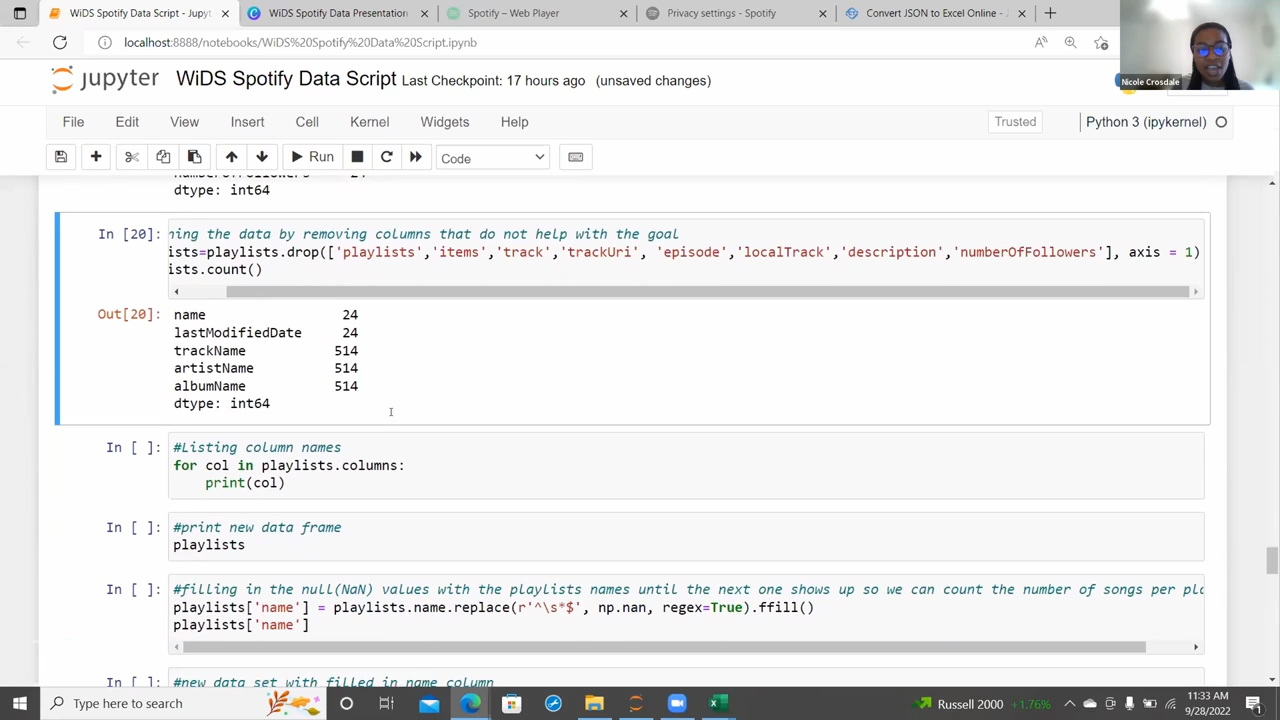 WiDS Spotify Data Script - Jupyt
WiDS Spotify Data Presentation
Spotify – Web Player
Privacy settings - Spotify
Convert JSON to Excel Online -
localhost:8888/notebooks/WiDS%20Spotify%20Data%20Script.ipynb
Nicole Crosdale
jupyter WiDS Spotify Data Script Last Checkpoint: 17 hours ago (unsaved changes)
File Edit View Insert Cell Kernel Widgets Help Trusted Python 3 (ipykernel)
Run Code
numberOfFollowers 24
dtype: int64
In [20]: ning the data by removing columns that do not help with the goal
ists=playlists.drop(['playlists','items','track','trackUri', 'episode','localTrack','description','numberOfFollowers'], axis = 1)
ists.count()
Out[20]: name 24
lastModifiedDate 24
trackName 514
artistName 514
albumName 514
dtype: int64
In [ ]: #Listing column names
for col in playlists.columns:
print(col)
In [ ]: #print new data frame
playlists
In [ ]: #filling in the null(NaN) values with the playlists names until the next one shows up so we can count the number of songs per pla
playlists['name'] = playlists.name.replace(r'^\s*$', np.nan, regex=True).ffill()
playlists['name']
In [ ]: #new data set with filled in name column
Type here to search
Russell 2000 +1.76%
11:33 AM
9/28/2022
1